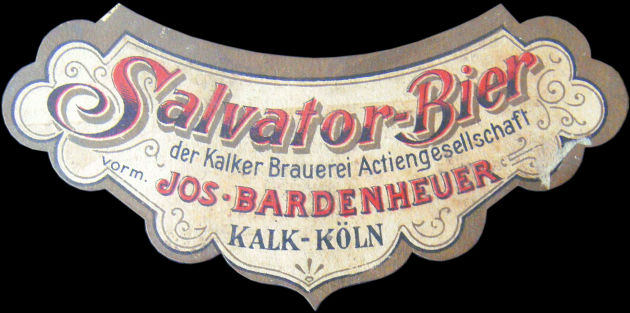 Salvator-Bier
der Kalker Brauerei Actiengesellschaft
vorm. JOS·BARDENHEUER
KALK-KÖLN